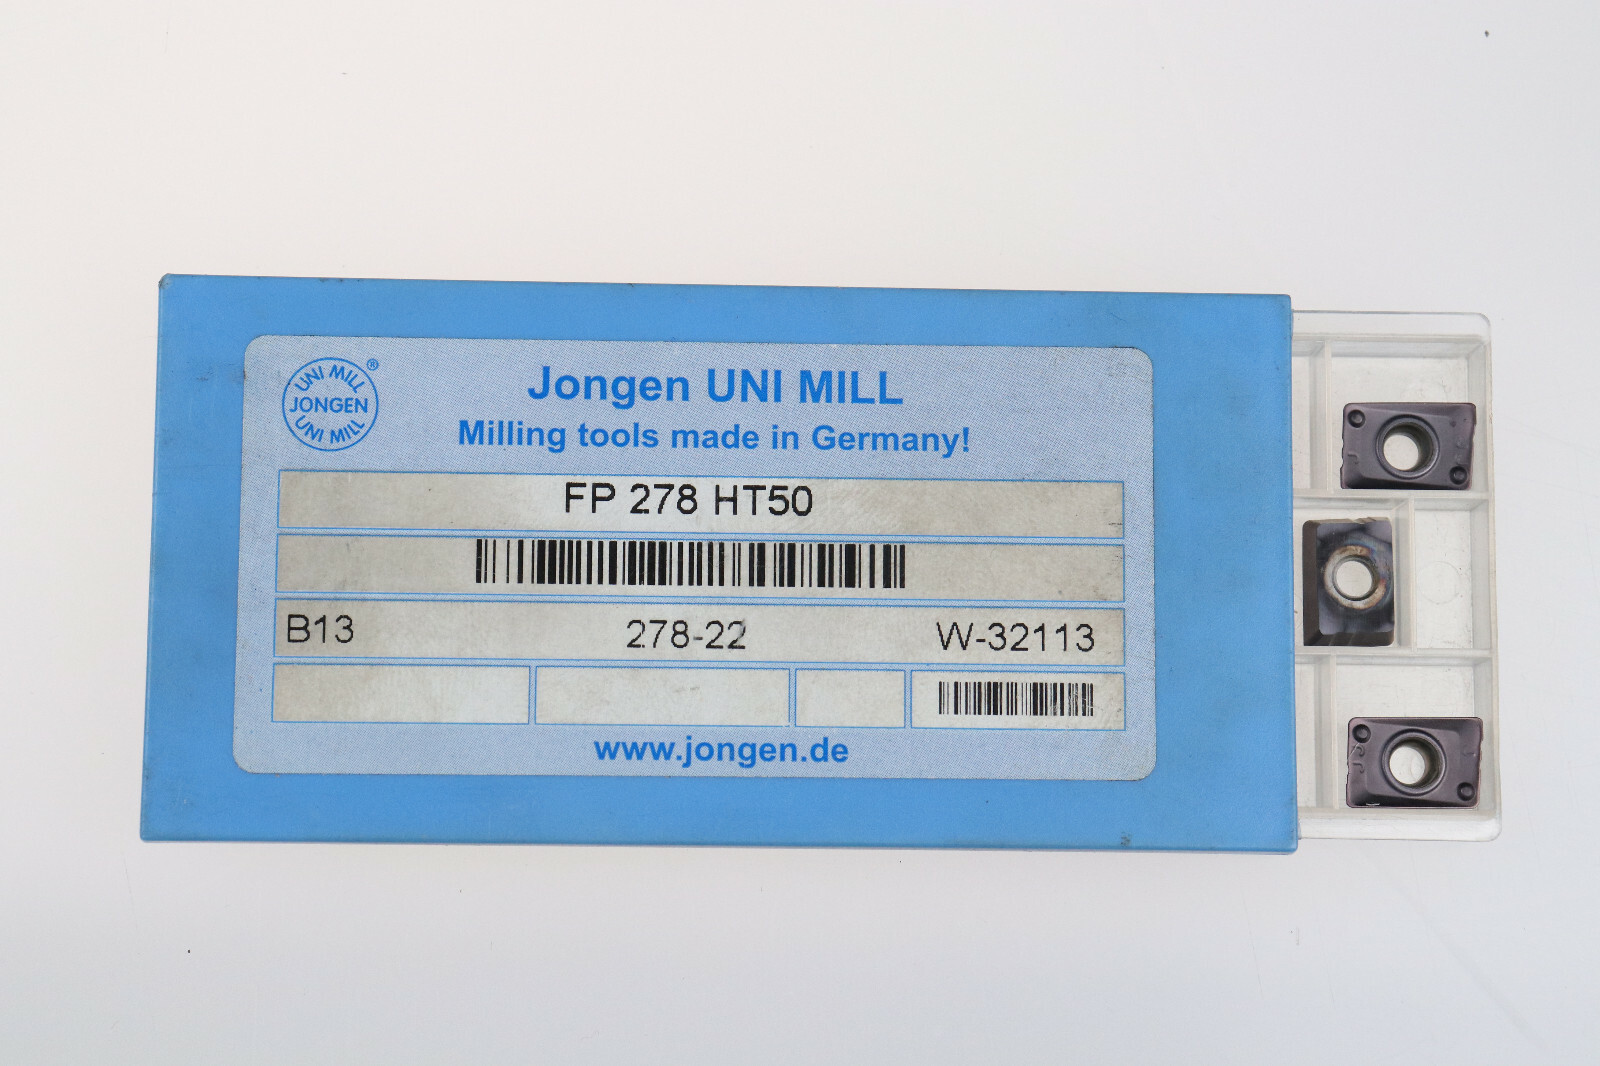 UNI MILL ®
JONGEN
UNI MILL
Jongen UNI MILL
Milling tools made in Germany!
FP 278 HT50
B13 278-22 W-32113
www.jongen.de